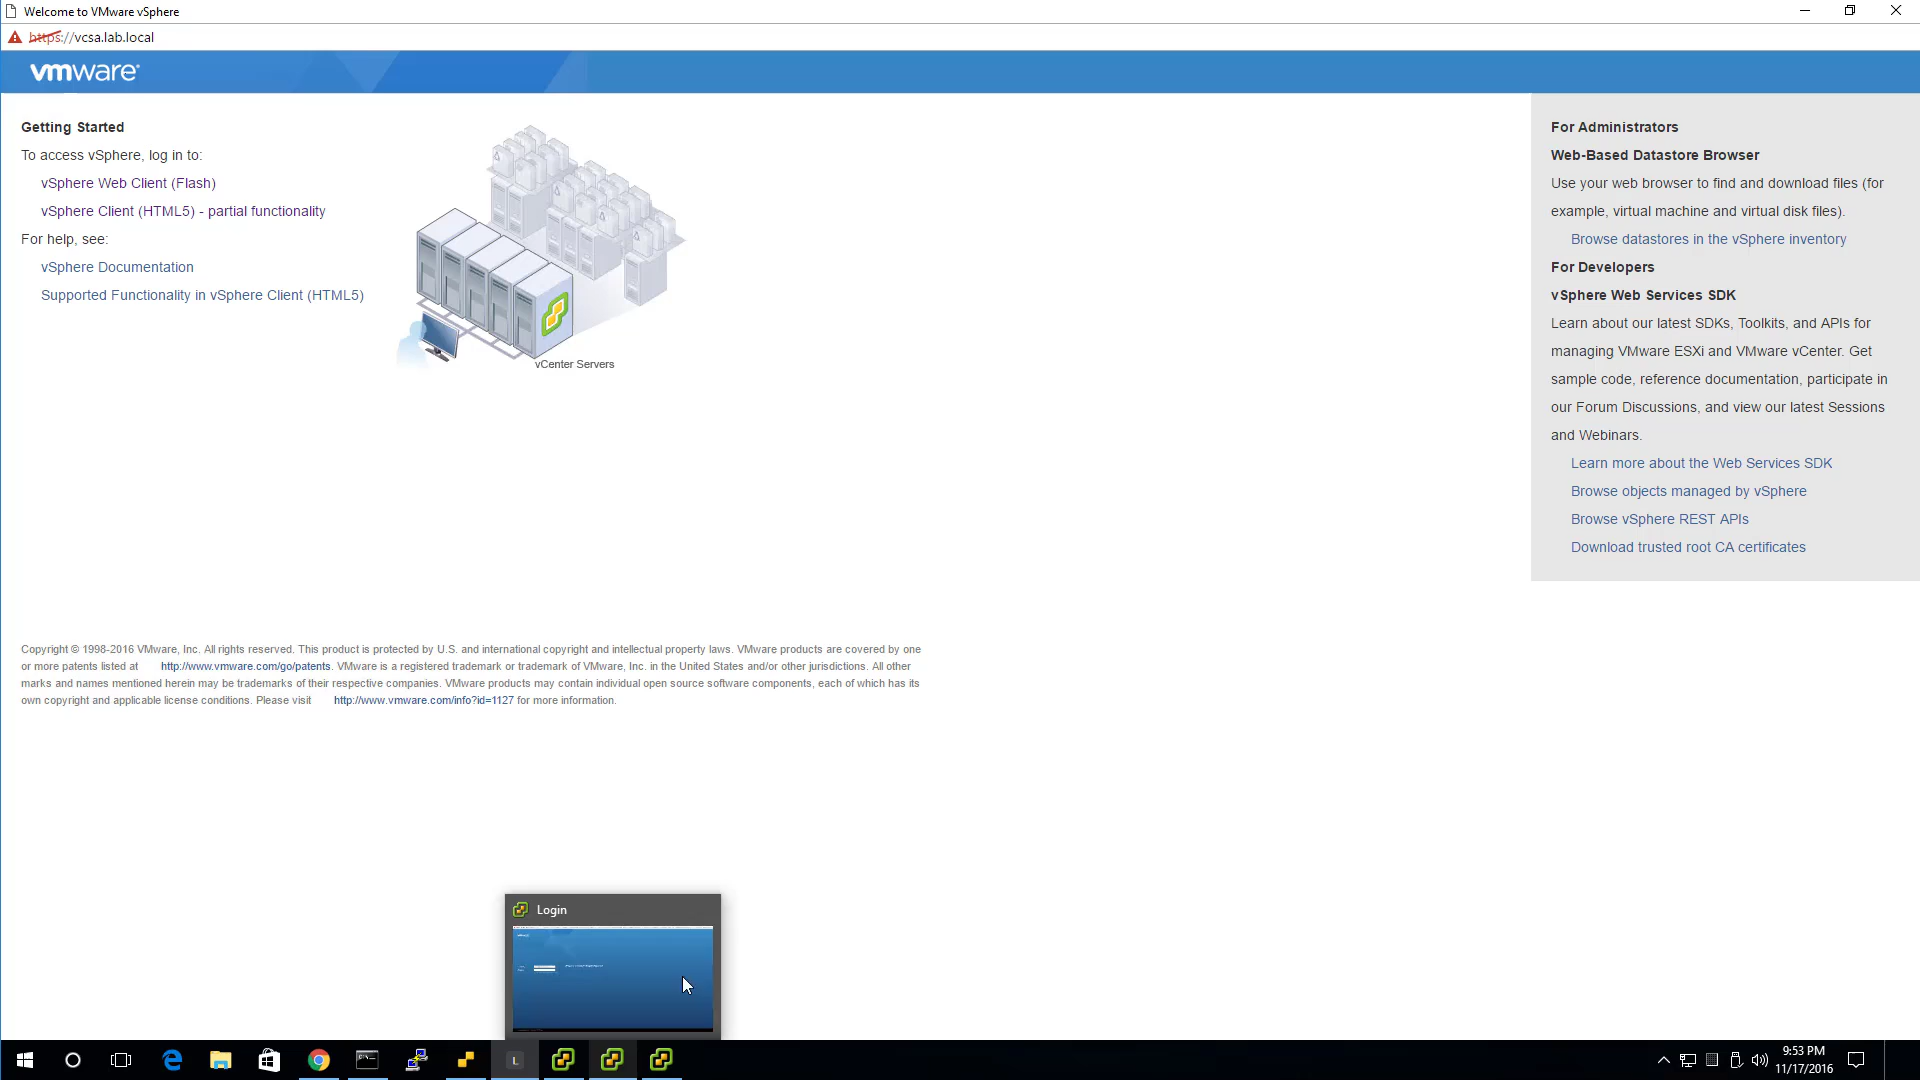 Welcome to VMware vSphere
https://vcsa.lab.local
vmware®
Getting Started
To access vSphere, log in to:
vSphere Web Client (Flash)
vSphere Client (HTML5) - partial functionality
For help, see:
vSphere Documentation
Supported Functionality in vSphere Client (HTML5)
vCenter Servers
For Administrators
Web-Based Datastore Browser
Use your web browser to find and download files (for
example, virtual machine and virtual disk files).
Browse datastores in the vSphere inventory
For Developers
vSphere Web Services SDK
Learn about our latest SDKs, Toolkits, and APIs for
managing VMware ESXi and VMware vCenter. Get
sample code, reference documentation, participate in
our Forum Discussions, and view our latest Sessions
and Webinars.
Learn more about the Web Services SDK
Browse objects managed by vSphere
Browse vSphere REST APIs
Download trusted root CA certificates
Copyright © 1998-2016 VMware, Inc. All rights reserved. This product is protected by U.S. and international copyright and intellectual property laws. VMware products are covered by one
or more patents listed at http://www.vmware.com/go/patents. VMware is a registered trademark or trademark of VMware, Inc. in the United States and/or other jurisdictions. All other
marks and names mentioned herein may be trademarks of their respective companies. VMware products may contain individual open source software components, each of which has its
own copyright and applicable license conditions. Please visit http://www.vmware.com/info?id=1127 for more information.
Login
L
9:53 PM
11/17/2016